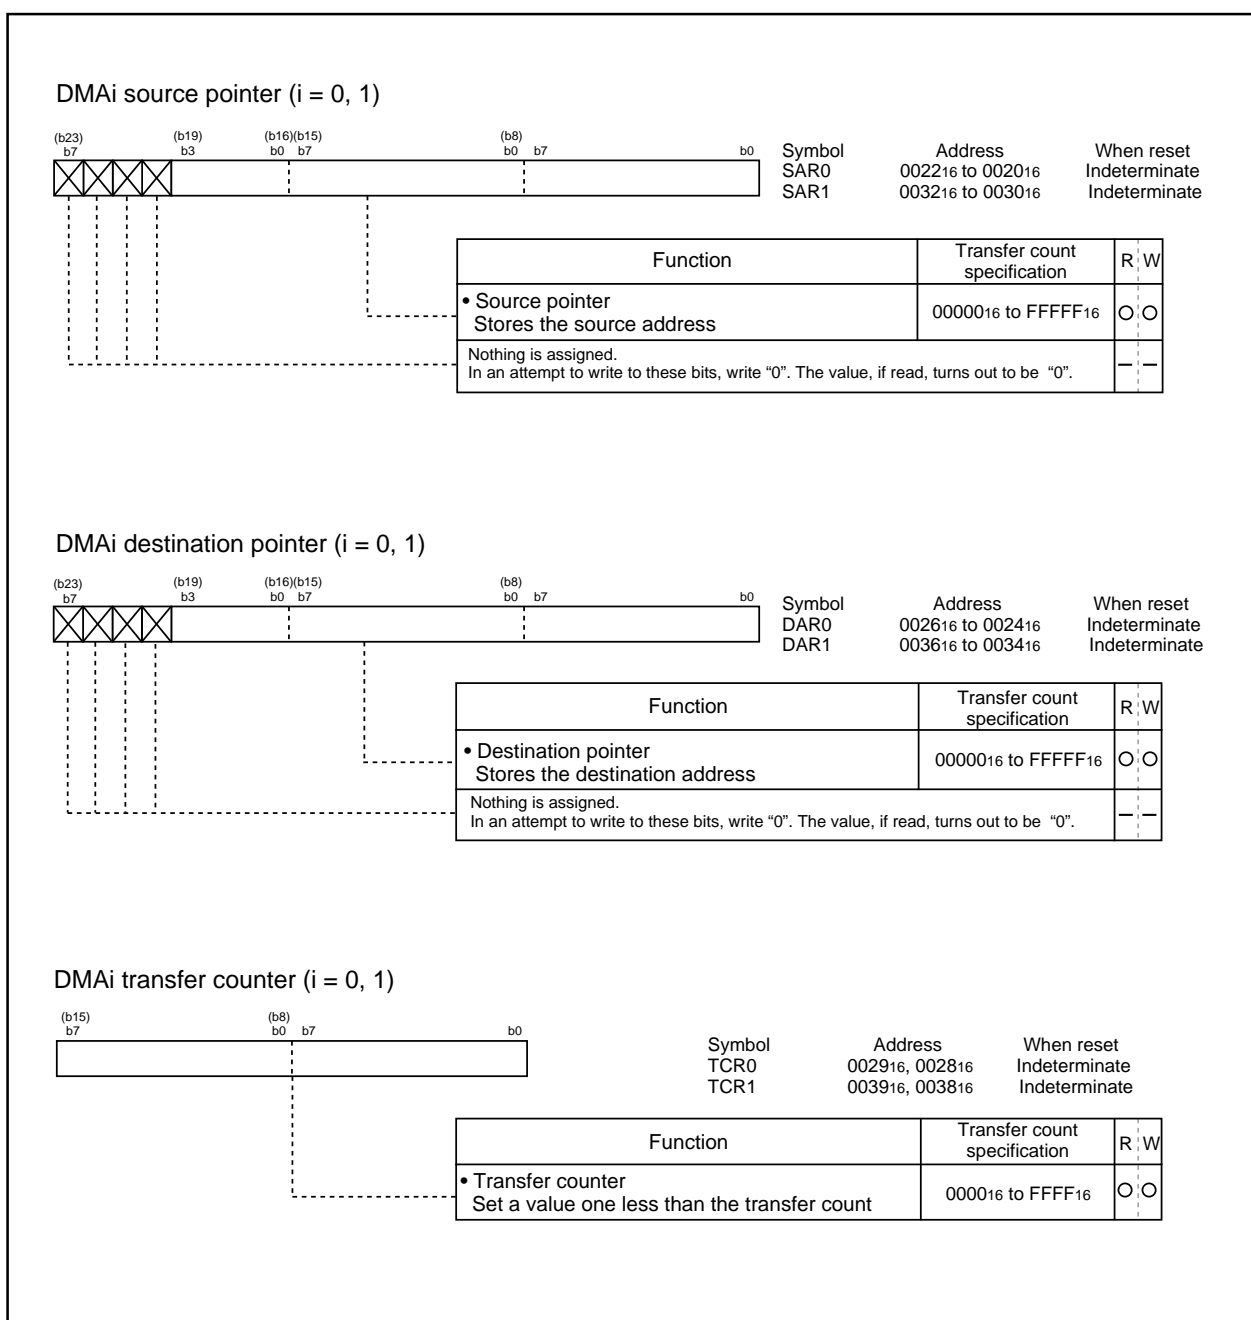 DMAi source pointer (i = 0, 1)
(b23) (b19) (b16)(b15) (b8)
b7 b3 b0 b7 b0 b7 b0
Symbol Address When reset
SAR0 002216 to 002016 Indeterminate
SAR1 003216 to 003016 Indeterminate
Function Transfer count specification R W
• Source pointer
Stores the source address 0000016 to FFFFF16 O O
Nothing is assigned.
In an attempt to write to these bits, write “0”. The value, if read, turns out to be “0”. – –
DMAi destination pointer (i = 0, 1)
(b23) (b19) (b16)(b15) (b8)
b7 b3 b0 b7 b0 b7 b0
Symbol Address When reset
DAR0 002616 to 002416 Indeterminate
DAR1 003616 to 003416 Indeterminate
Function Transfer count specification R W
• Destination pointer
Stores the destination address 0000016 to FFFFF16 O O
Nothing is assigned.
In an attempt to write to these bits, write “0”. The value, if read, turns out to be “0”. – –
DMAi transfer counter (i = 0, 1)
(b15) (b8)
b7 b0 b7 b0
Symbol Address When reset
TCR0 002916, 002816 Indeterminate
TCR1 003916, 003816 Indeterminate
Function Transfer count specification R W
• Transfer counter
Set a value one less than the transfer count 000016 to FFFF16 O O